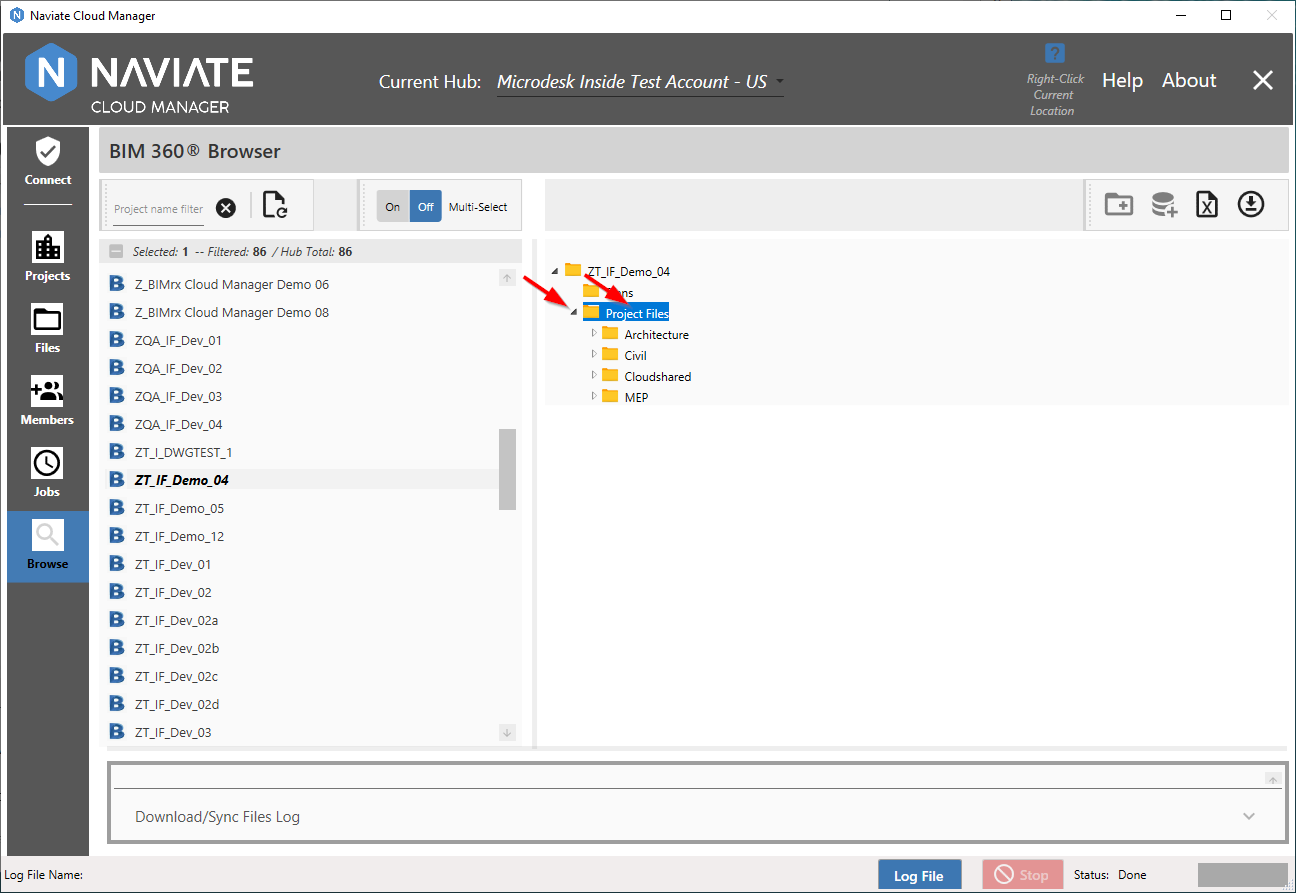 Naviate Cloud Manager
N NAVIATE
CLOUD MANAGER
Current Hub: Microdesk Inside Test Account - US
?
Right-Click
Current
Location
Help About
Connect
Projects
Files
Members
Jobs
Browse
BIM 360® Browser
Project name filter
On Off Multi-Select
Selected: 1 -- Filtered: 86 / Hub Total: 86
B Z_BIMrx Cloud Manager Demo 06
B Z_BIMrx Cloud Manager Demo 08
B ZQA_IF_Dev_01
B ZQA_IF_Dev_02
B ZQA_IF_Dev_03
B ZQA_IF_Dev_04
B ZT_I_DWGTEST_1
B ZT_IF_Demo_04
B ZT_IF_Demo_05
B ZT_IF_Demo_12
B ZT_IF_Dev_01
B ZT_IF_Dev_02
B ZT_IF_Dev_02a
B ZT_IF_Dev_02b
B ZT_IF_Dev_02c
B ZT_IF_Dev_02d
B ZT_IF_Dev_03
ZT_IF_Demo_04
Project Files
Architecture
Civil
Cloudshared
MEP
Download/Sync Files Log
Log File Name:
Log File
Stop
Status: Done